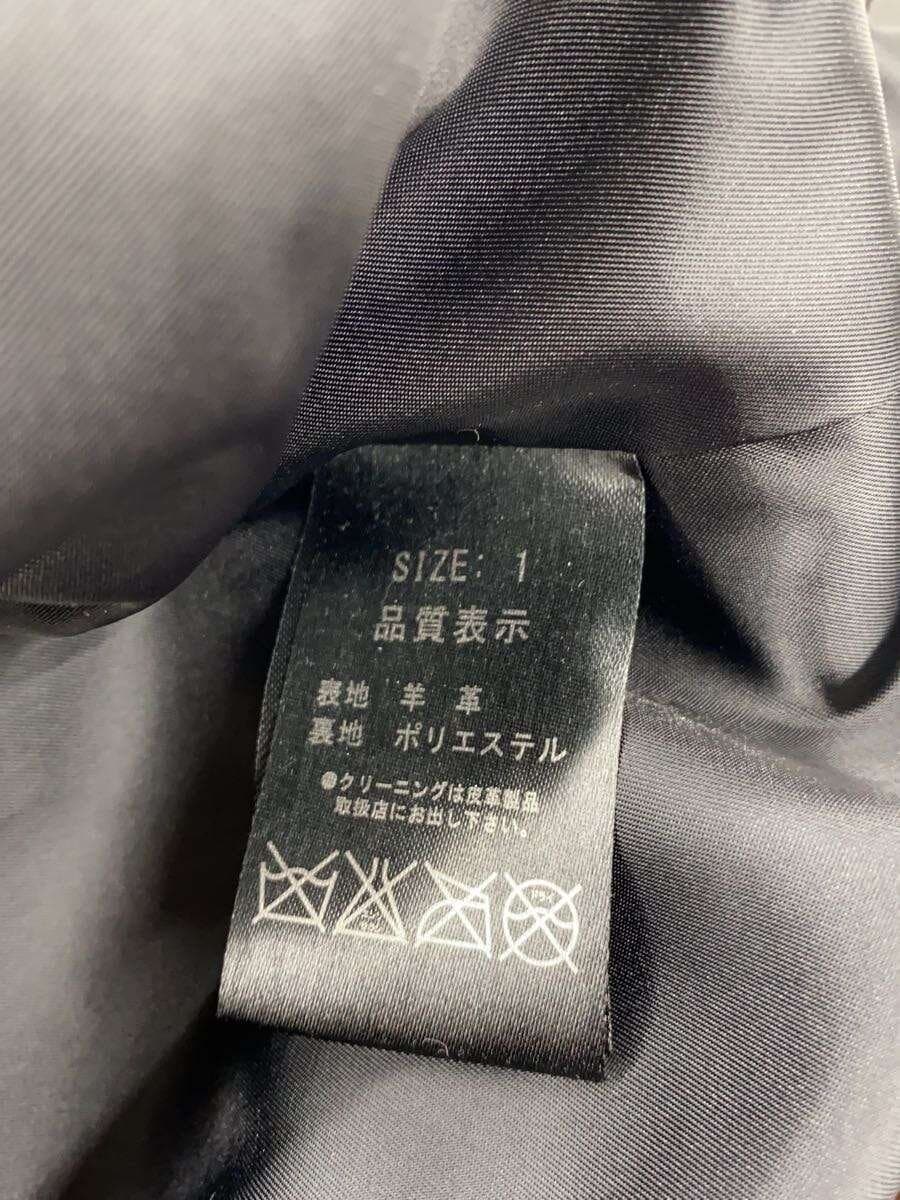 SIZE: 1
品質表示
表地 羊 革
裏地 ポリエステル
●クリーニングは皮革製品
取扱店にお出し下さい。